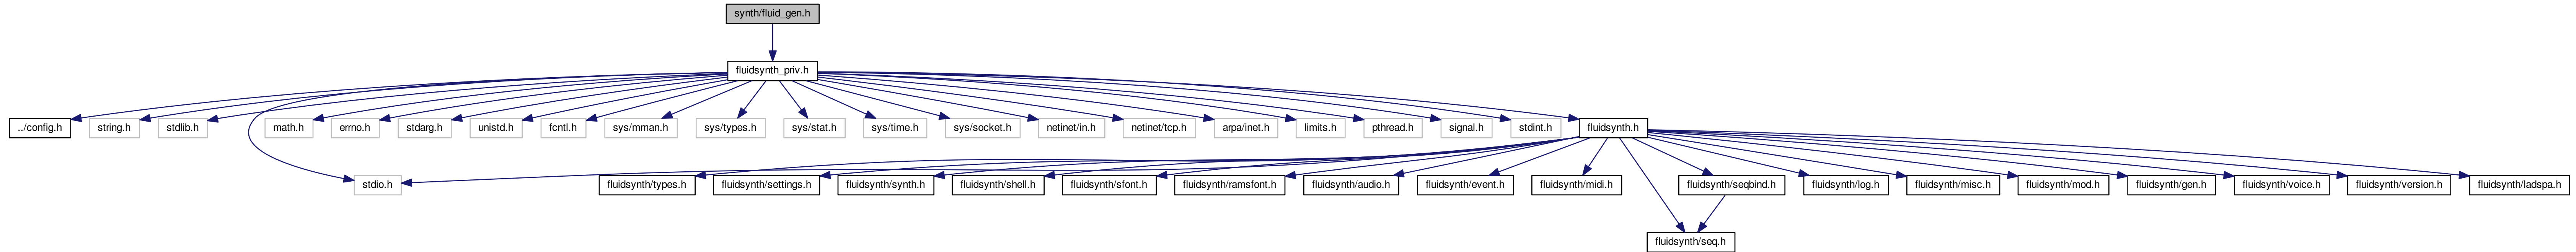 synth/fluid_gen.h
fluidsynth_priv.h
../config.h
string.h
stdlib.h
math.h
errno.h
stdarg.h
unistd.h
fcntl.h
sys/mman.h
sys/types.h
sys/stat.h
sys/time.h
sys/socket.h
netinet/in.h
netinet/tcp.h
arpa/inet.h
limits.h
pthread.h
signal.h
stdint.h
fluidsynth.h
stdio.h
fluidsynth/types.h
fluidsynth/settings.h
fluidsynth/synth.h
fluidsynth/shell.h
fluidsynth/sfont.h
fluidsynth/ramsfont.h
fluidsynth/audio.h
fluidsynth/event.h
fluidsynth/midi.h
fluidsynth/seqbind.h
fluidsynth/log.h
fluidsynth/misc.h
fluidsynth/mod.h
fluidsynth/gen.h
fluidsynth/voice.h
fluidsynth/version.h
fluidsynth/ladspa.h
fluidsynth/seq.h